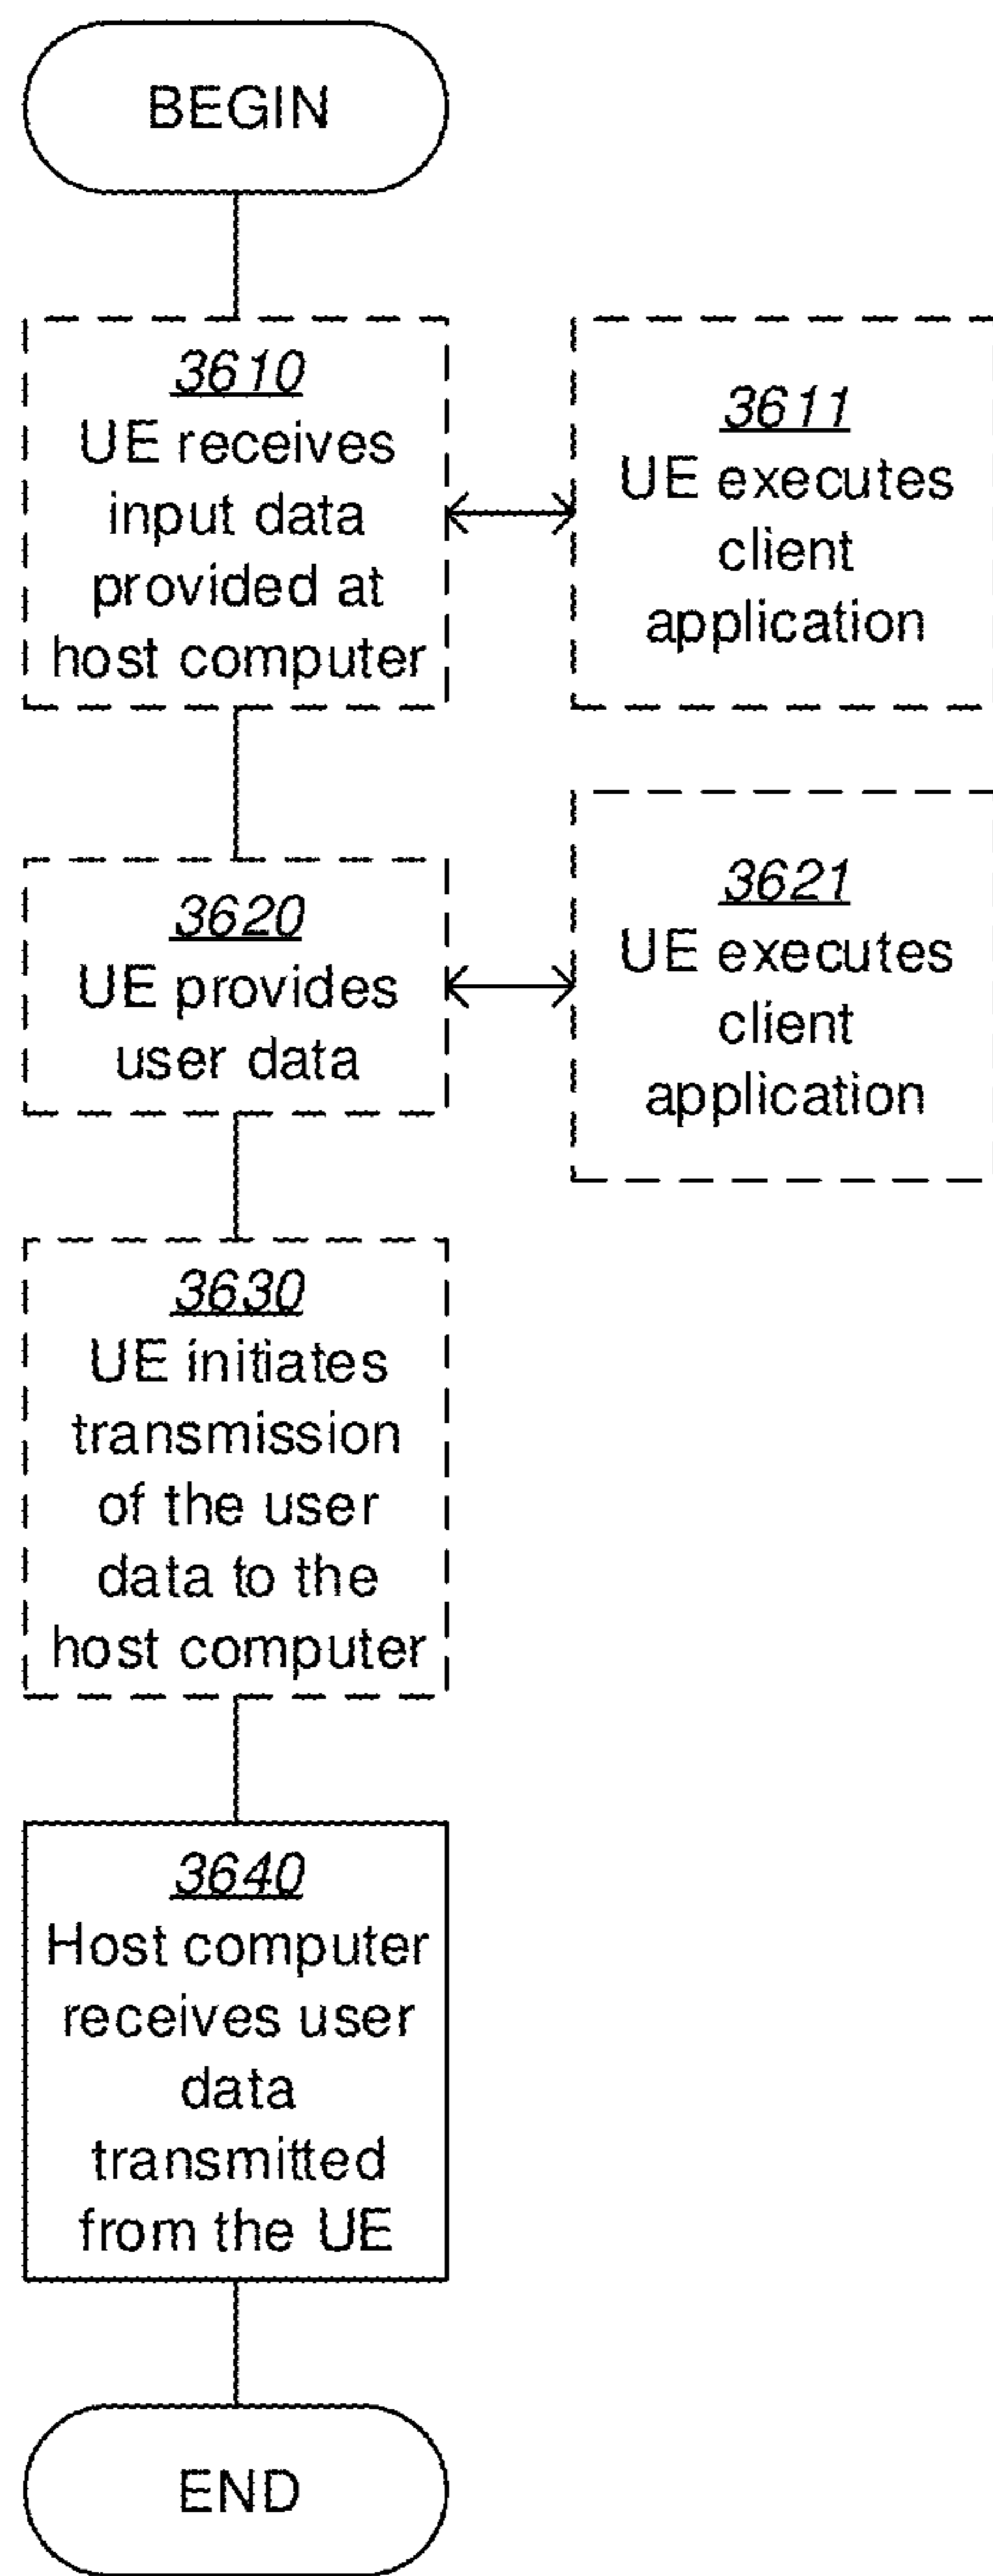 BEGIN
3610
UE receives
input data
provided at
host computer
3611
UE executes
client
application
3620
UE provides
user data
3621
UE executes
client
application
3630
UE initiates
transmission
of the user
data to the
host computer
3640
Host computer
receives user
data
transmitted
from the UE
END